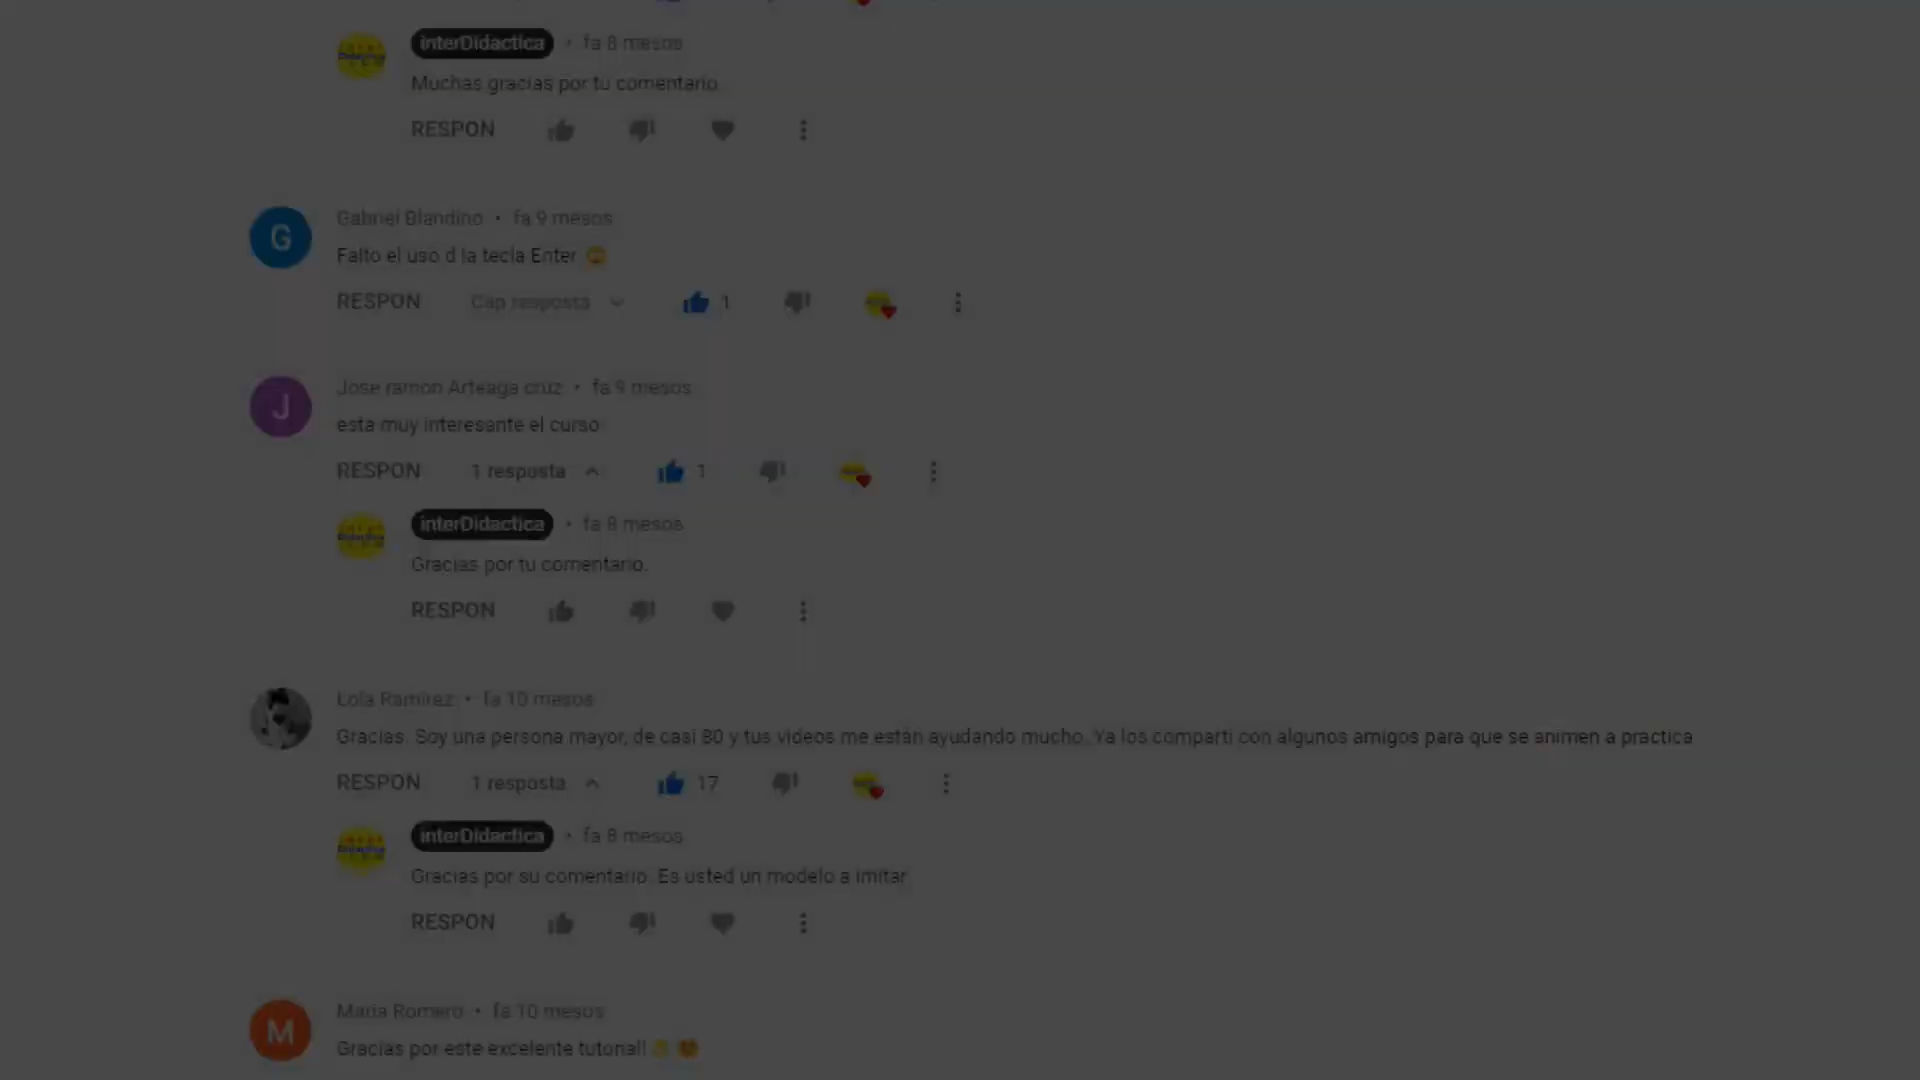 interDidactica • fa 8 mesos
Muchas gracias por tu comentario.
RESPON
G
Gabriel Blandino • fa 9 mesos
Falto el uso d la tecla Enter
RESPON Cap resposta 1
J
Jose ramon Arteaga cruz • fa 9 mesos
esta muy interesante el curso
RESPON 1 resposta 1
interDidactica • fa 8 mesos
Gracias por tu comentario.
RESPON
Lola Ramirez • fa 10 mesos
Gracias. Soy una persona mayor, de casi 80 y tus videos me están ayudando mucho. Ya los compartí con algunos amigos para que se animen a practica
RESPON 1 resposta 17
interDidactica • fa 8 mesos
Gracias por su comentario. Es usted un modelo a imitar.
RESPON
M
Maria Romero • fa 10 mesos
Gracias por este excelente tutorial!